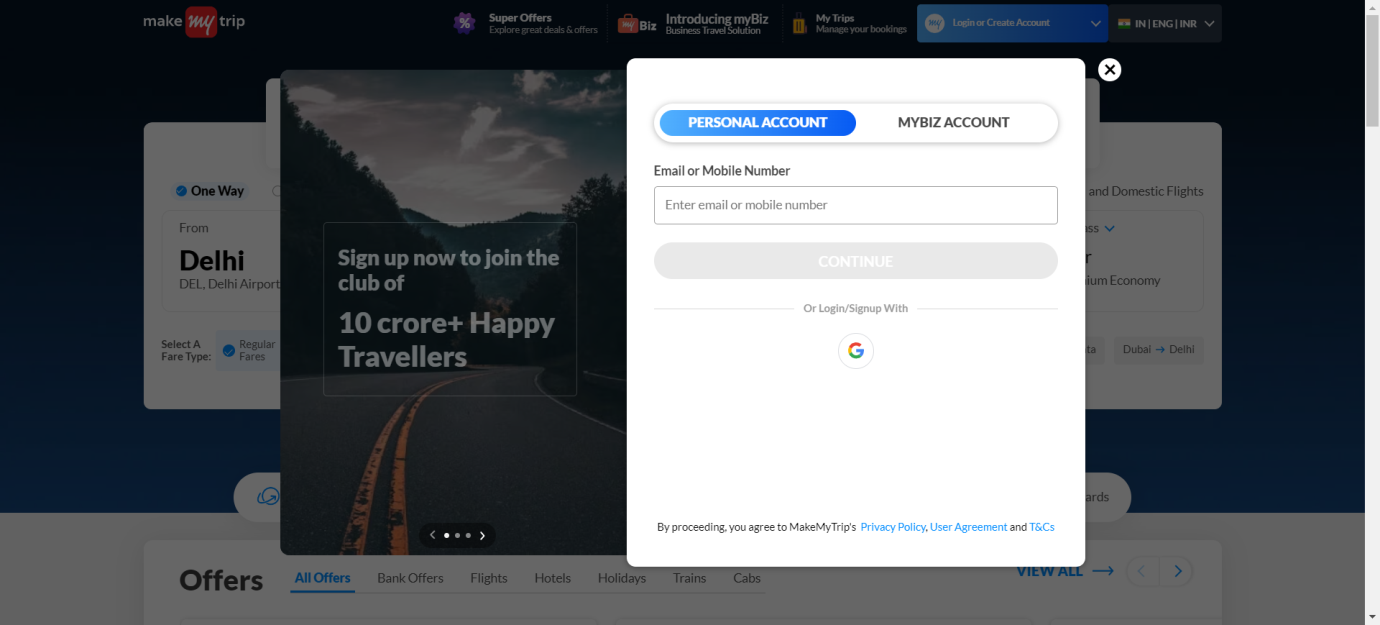 make my trip
Super Offers
Explore great deals & offers
my Biz
Introducing myBiz
Business Travel Solution
My Trips
Manage your bookings
my
Login or Create Account
IN | ENG | INR
PERSONAL ACCOUNT
MYBIZ ACCOUNT
Email or Mobile Number
Enter email or mobile number
CONTINUE
Or Login/Signup With
G
By proceeding, you agree to MakeMyTrip's Privacy Policy, User Agreement and T&Cs
Sign up now to join the
club of
10 crore+ Happy
Travellers
One Way
and Domestic Flights
From
Delhi
DEL, Delhi Airport
Economy
Select A
Fare Type:
Regular
Fares
Dubai → Delhi
Offers
All Offers
Bank Offers
Flights
Hotels
Holidays
Trains
Cabs
VIEW ALL